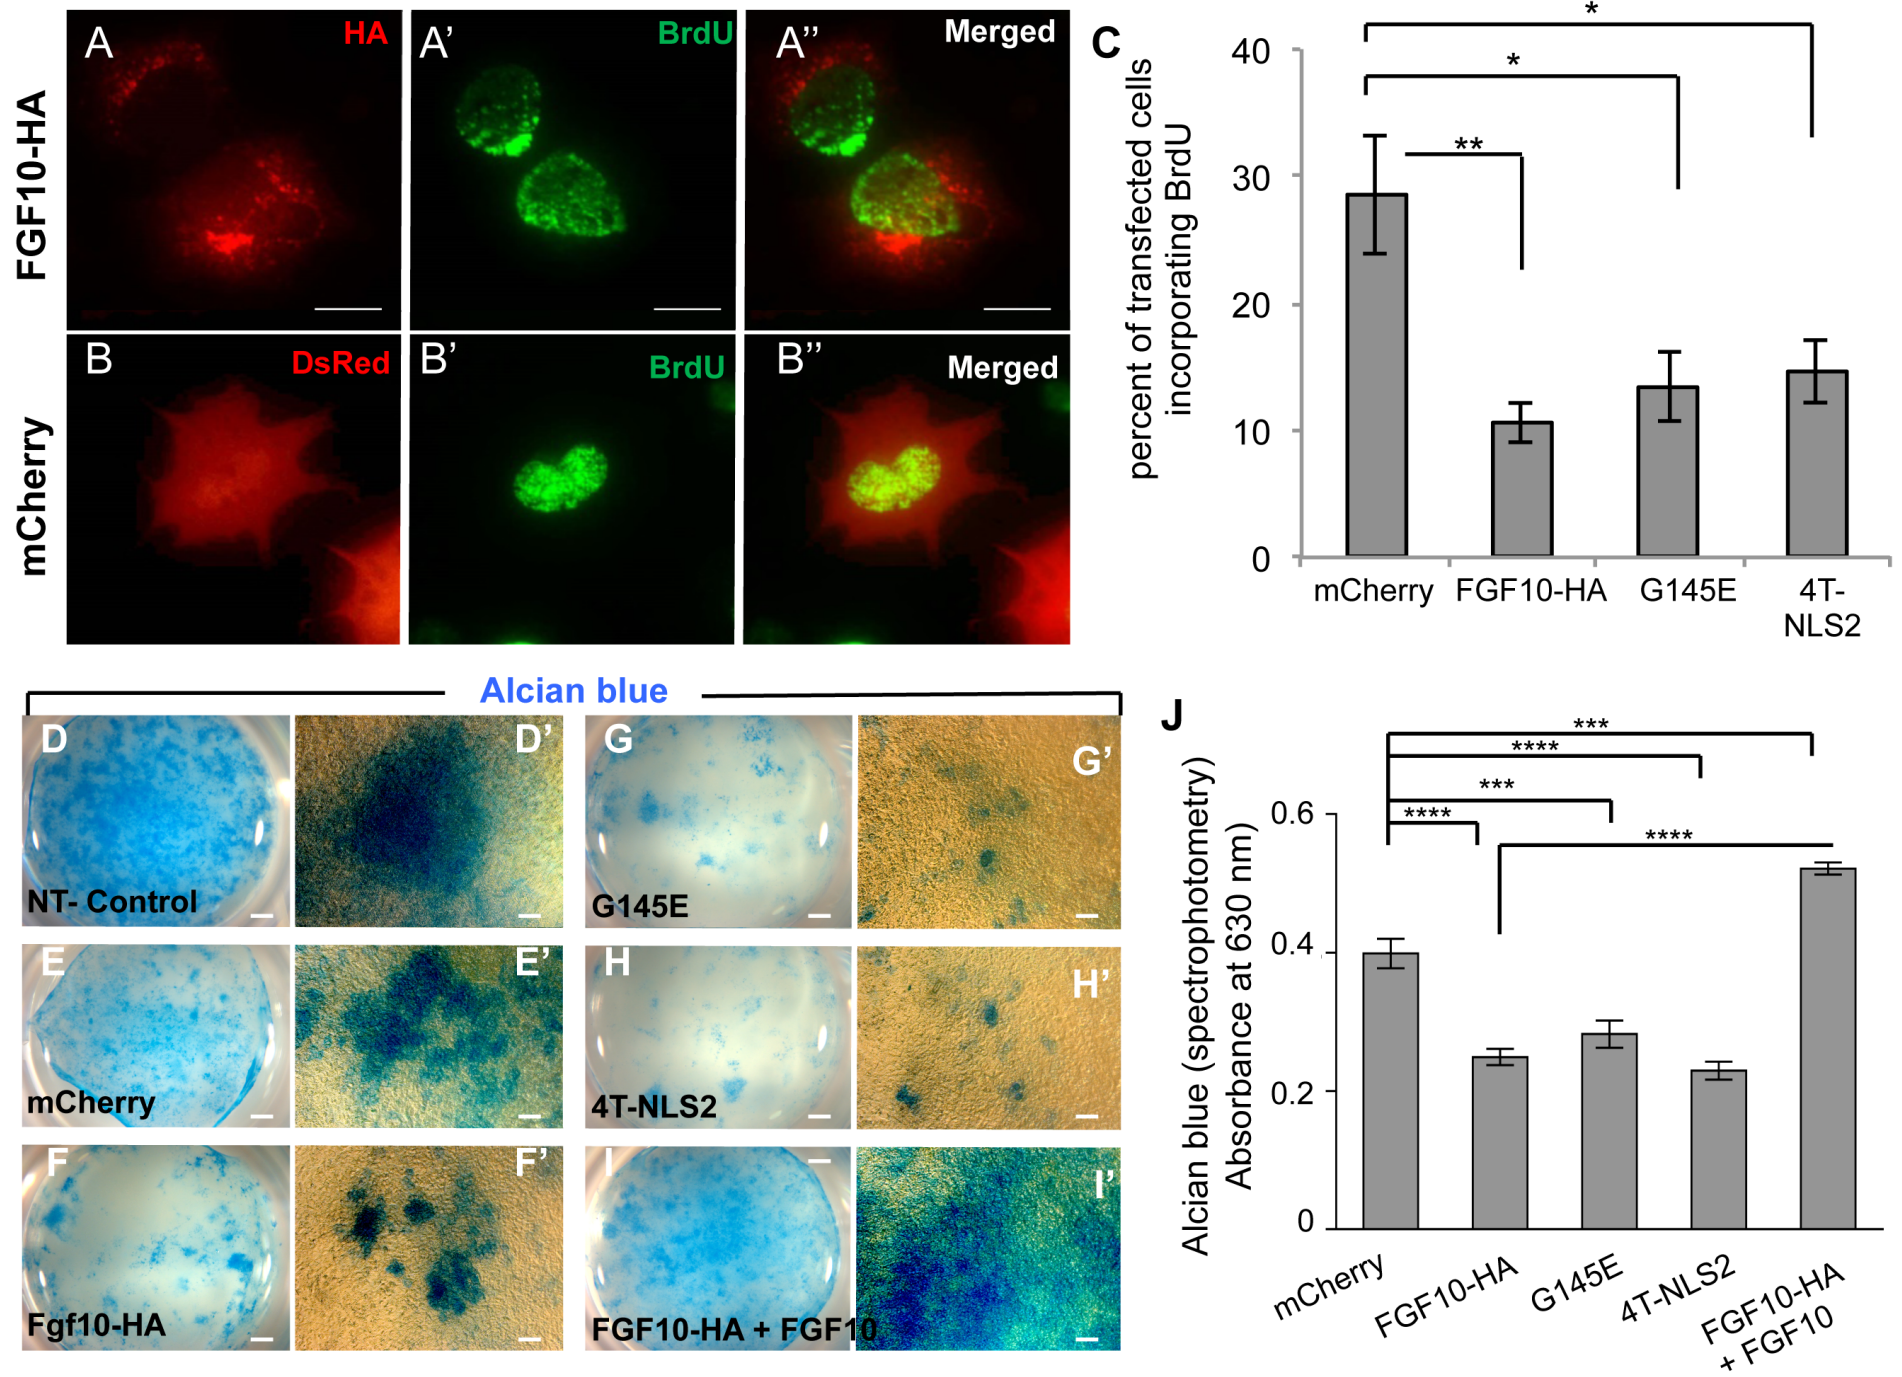 A
HA
A’
BrdU
A’’
Merged
FGF10-HA
B
DsRed
B’
BrdU
B’’
Merged
mCherry
C
percent of transfected cells
incorporating BrdU
40
30
20
10
0
*
*
**
mCherry
FGF10-HA
G145E
4T-
NLS2
Alcian blue
D
NT- Control
D’
G
G145E
G’
E
mCherry
E’
H
4T-NLS2
H’
F
Fgf10-HA
F’
I
FGF10-HA + FGF10
I’
J
Alcian blue (spectrophotometry)
Absorbance at 630 nm)
0.6
0.4
0.2
0
***
****
***
****
****
mCherry
FGF10-HA
G145E
4T-NLS2
FGF10-HA
+ FGF10